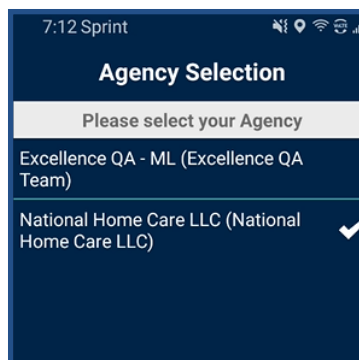 7:12 Sprint
Agency Selection
Please select your Agency
Excellence QA - ML (Excellence QA
Team)
National Home Care LLC (National
Home Care LLC)